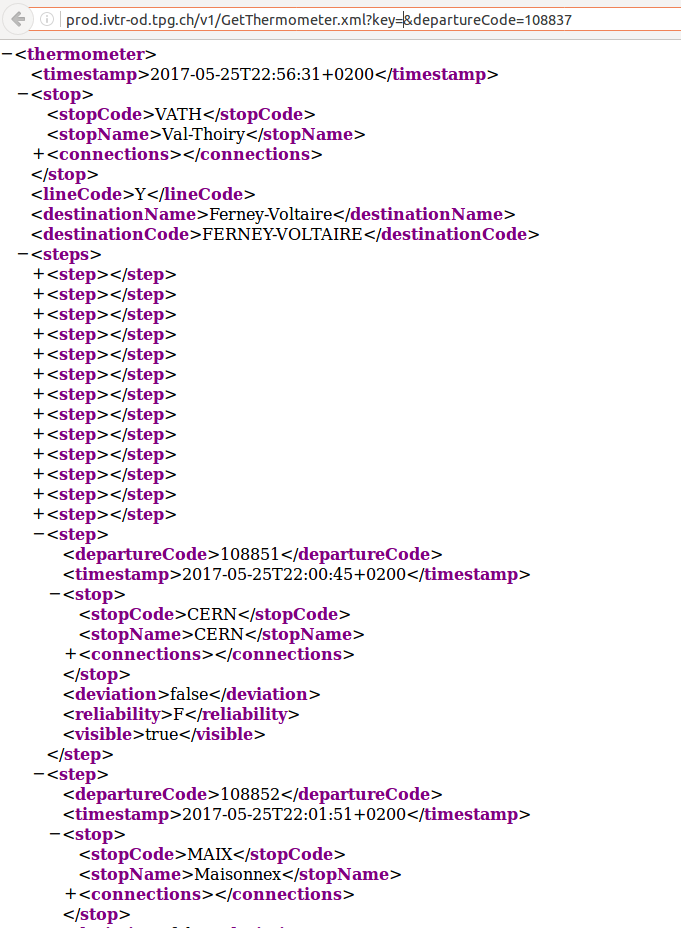 prod.ivtr-od.tpg.ch/v1/GetThermometer.xml?key=&departureCode=108837
−<thermometer>
<timestamp>2017-05-25T22:56:31+0200</timestamp>
−<stop>
<stopCode>VATH</stopCode>
<stopName>Val-Thoiry</stopName>
+<connections></connections>
</stop>
<lineCode>Y</lineCode>
<destinationName>Ferney-Voltaire</destinationName>
<destinationCode>FERNEY-VOLTAIRE</destinationCode>
−<steps>
+<step></step>
+<step></step>
+<step></step>
+<step></step>
+<step></step>
+<step></step>
+<step></step>
+<step></step>
+<step></step>
+<step></step>
+<step></step>
+<step></step>
+<step></step>
−<step>
<departureCode>108851</departureCode>
<timestamp>2017-05-25T22:00:45+0200</timestamp>
−<stop>
<stopCode>CERN</stopCode>
<stopName>CERN</stopName>
+<connections></connections>
</stop>
<deviation>false</deviation>
<reliability>F</reliability>
<visible>true</visible>
</step>
−<step>
<departureCode>108852</departureCode>
<timestamp>2017-05-25T22:01:51+0200</timestamp>
−<stop>
<stopCode>MAIX</stopCode>
<stopName>Maisonnex</stopName>
+<connections></connections>
</stop>